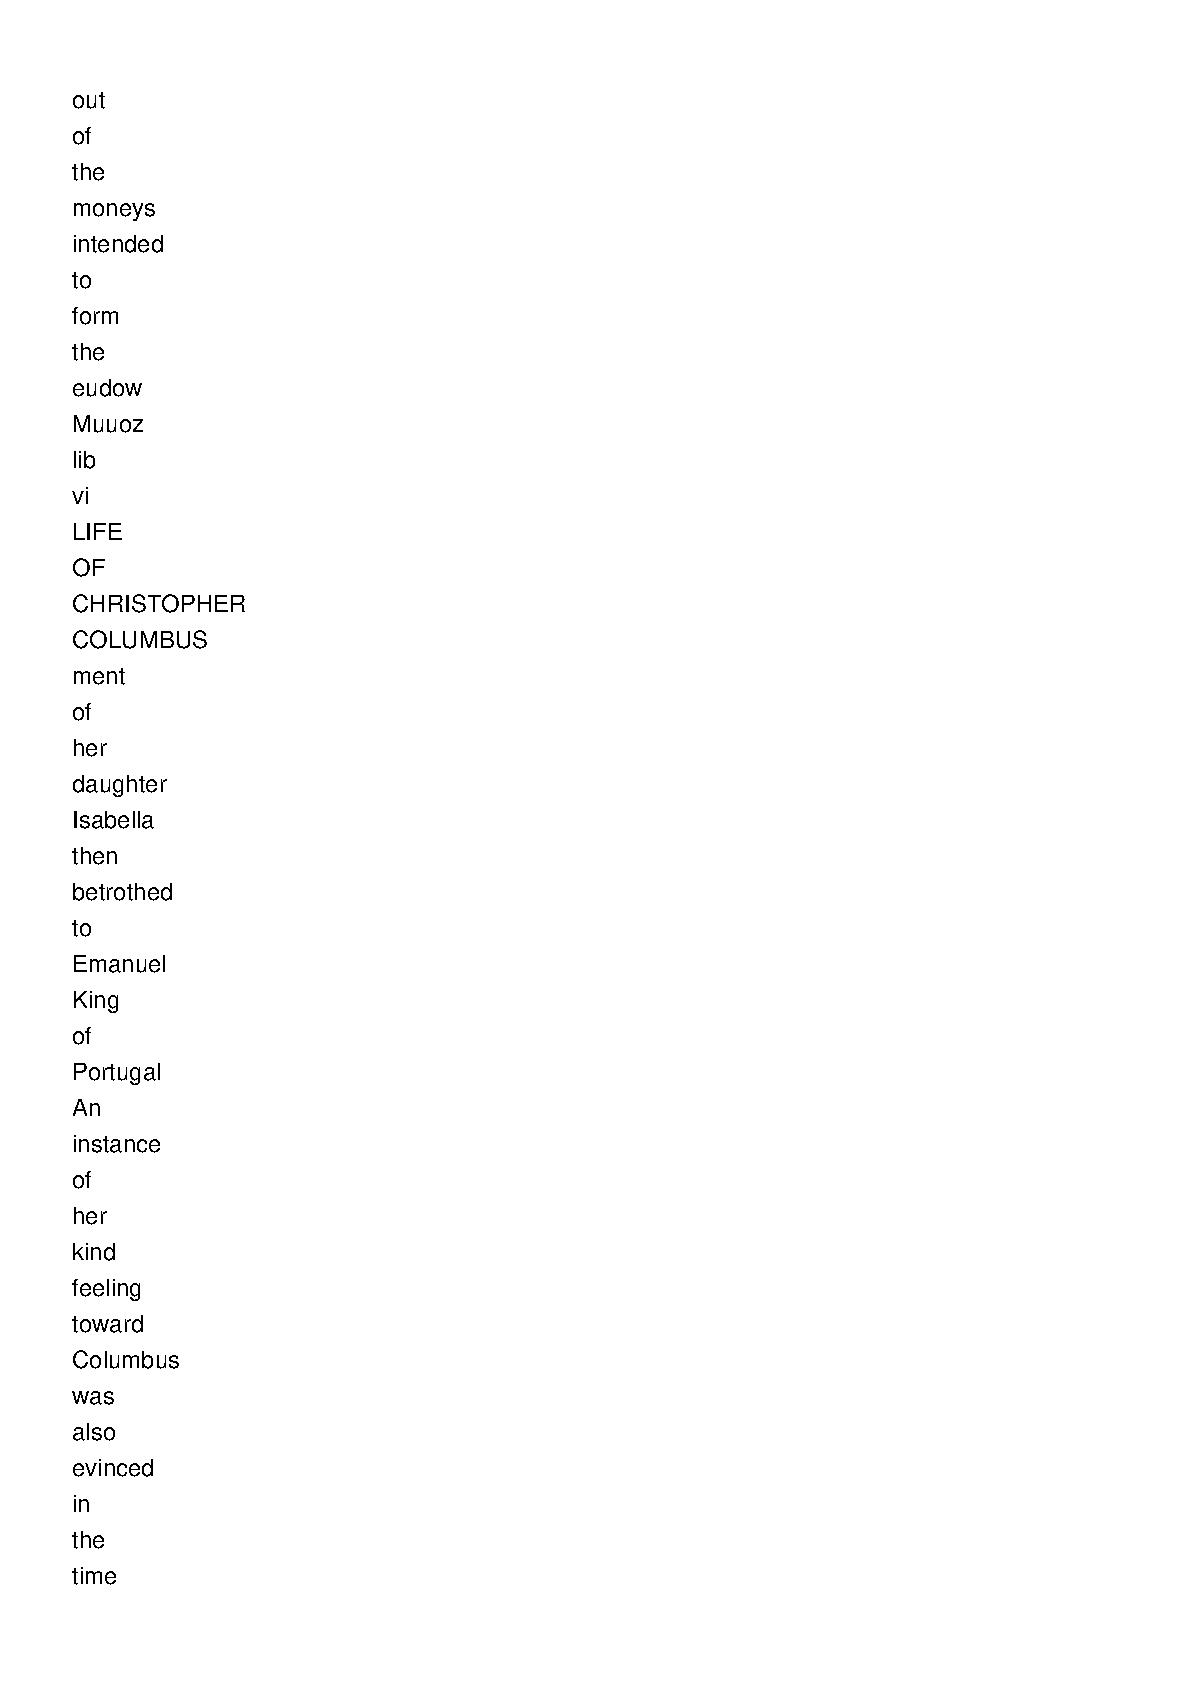 out
of
the
moneys
intended
to
form
the
eudow
Muuoz
lib
vi
LIFE
OF
CHRISTOPHER
COLUMBUS
ment
of
her
daughter
Isabella
then
betrothed
to
Emanuel
King
of
Portugal
An
instance
of
her
kind
feeling
toward
Columbus
was
also
evinced
in
the
time